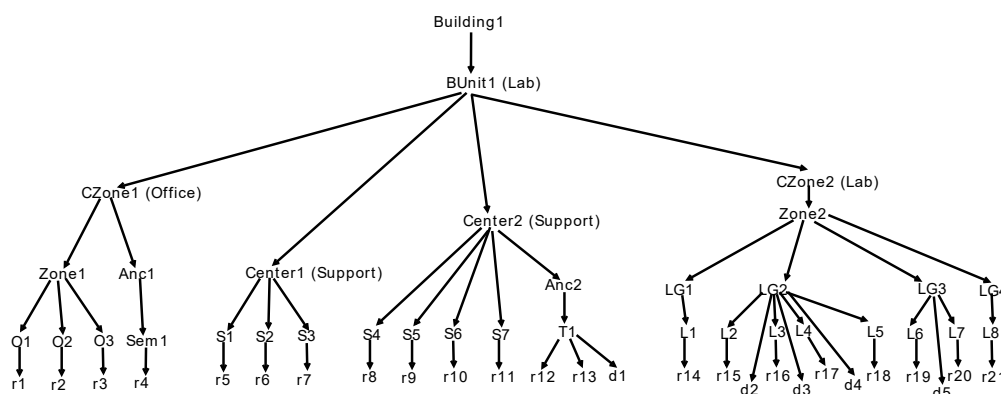 Building1
BUnit1 (Lab)
CZone1 (Office)
CZone2 (Lab)
Zone2
Center2 (Support)
Zone1 Anc1 Center1 (Support)
Anc2
LG1 LG2 LG3 LG4
O1 O2 O3 Sem1 S1 S2 S3 S4 S5 S6 S7 T1 L1 L2 L3 L4 L5 L6 L7 L8
r1 r2 r3 r4 r5 r6 r7 r8 r9 r10 r11 r12 r13 d1 r14 r15 r16 r17 r18 r19 r20 r21
d2 d3 d4 d5